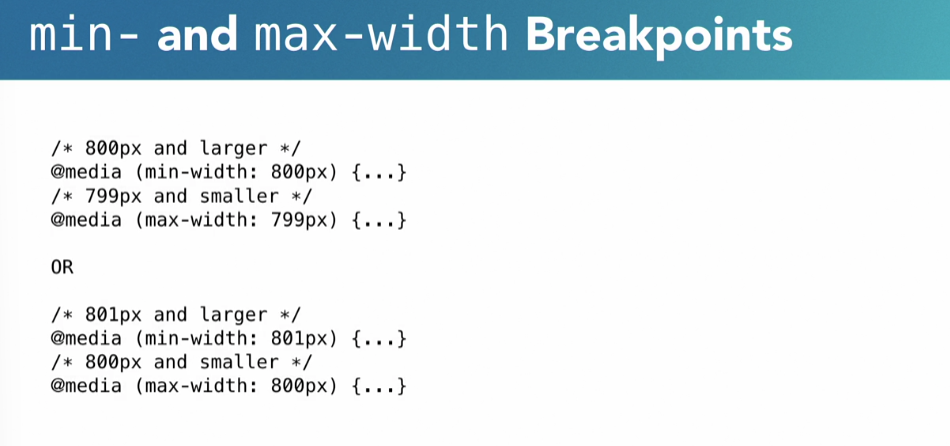 min- and max-width Breakpoints
/* 800px and larger */
@media (min-width: 800px) {...}
/* 799px and smaller */
@media (max-width: 799px) {...}
OR
/* 801px and larger */
@media (min-width: 801px) {...}
/* 800px and smaller */
@media (max-width: 800px) {...}